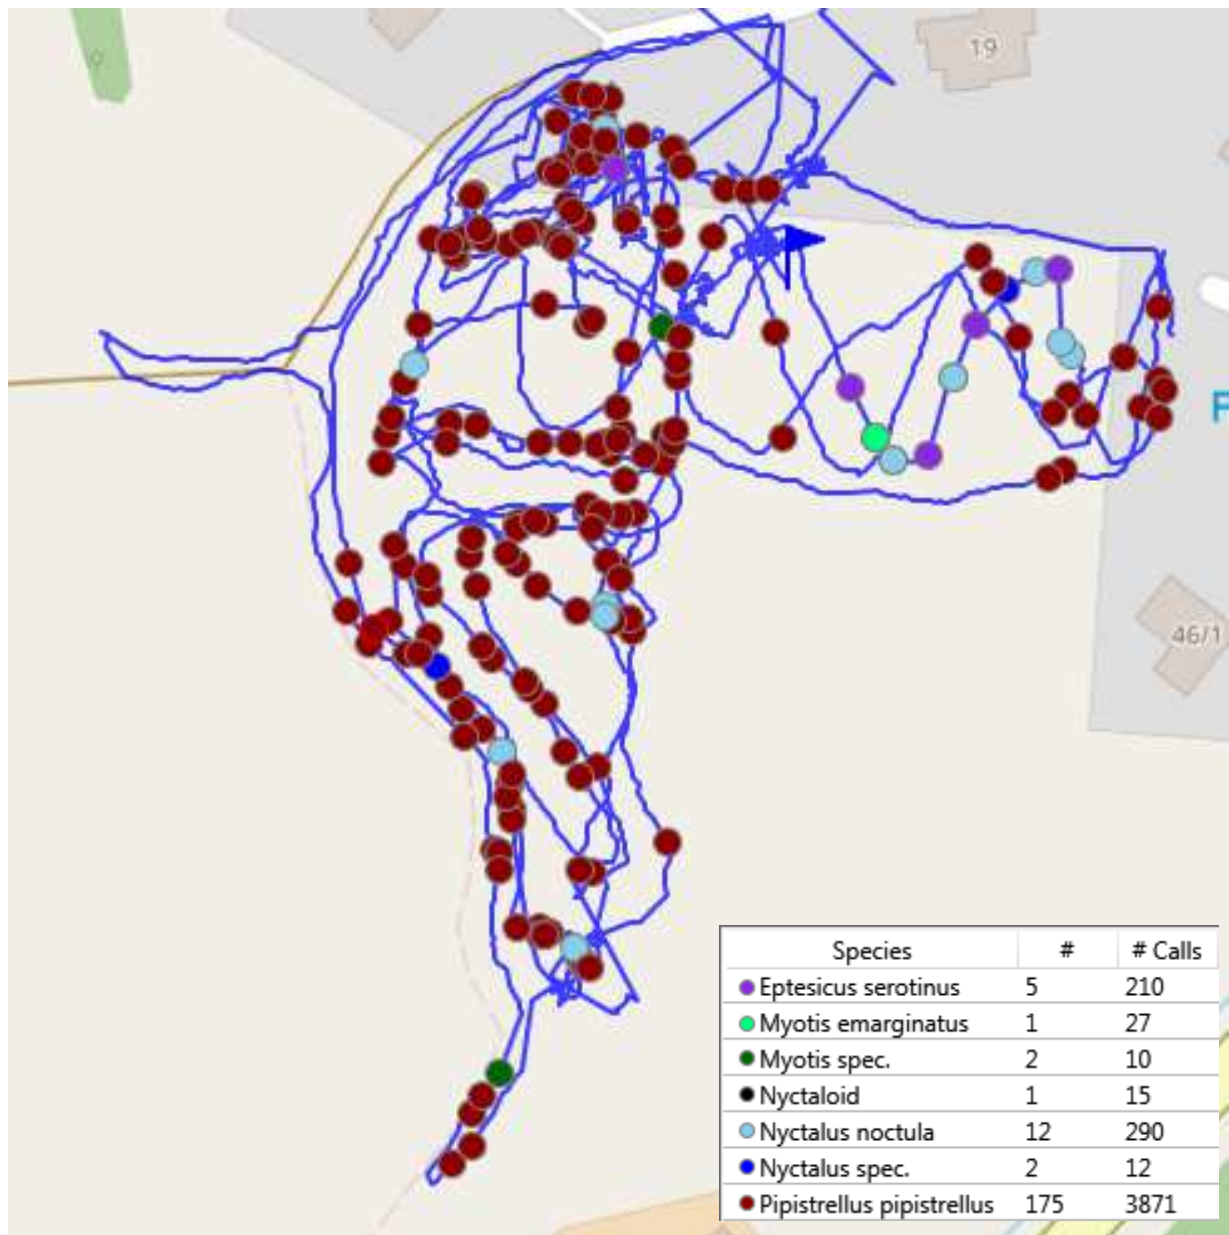 19
F
46/1
Species # # Calls
Eptesicus serotinus 5 210
Myotis emarginatus 1 27
Myotis spec. 2 10
Nyctaloid 1 15
Nyctalus noctula 12 290
Nyctalus spec. 2 12
Pipistrellus pipistrellus 175 3871